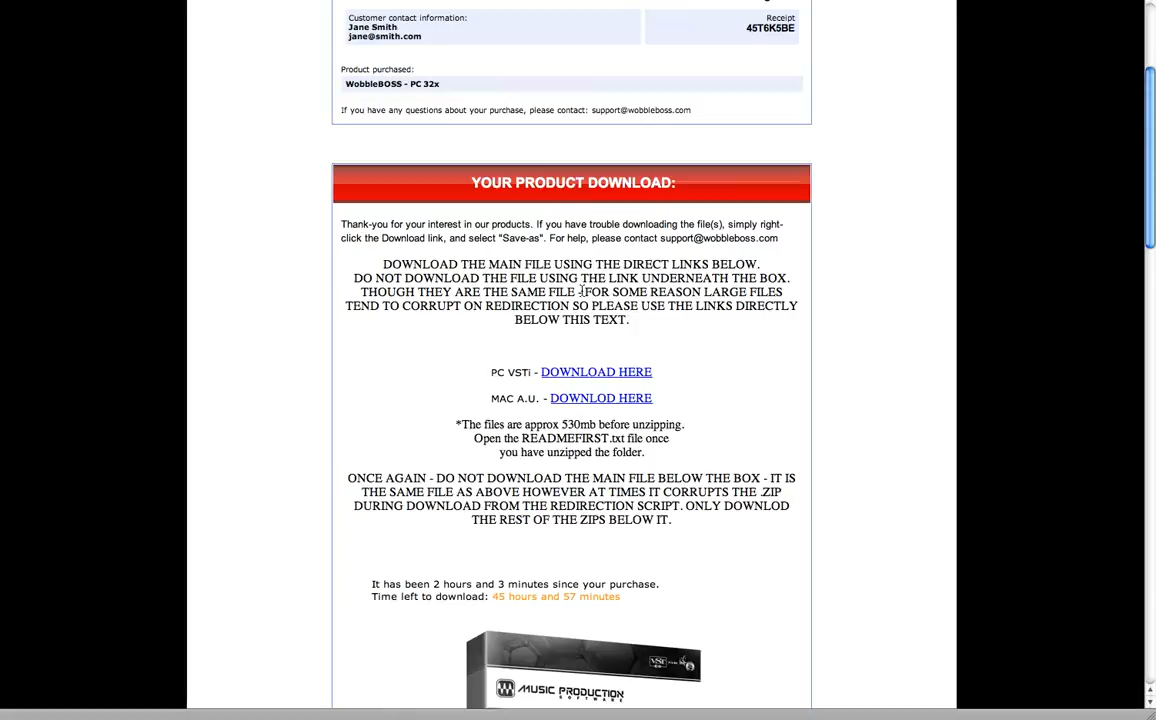 Customer contact information:
Jane Smith
jane@smith.com
Receipt
45T6K5BE
Product purchased:
WobbleBOSS - PC 32x
If you have any questions about your purchase, please contact: support@wobbleboss.com
YOUR PRODUCT DOWNLOAD:
Thank-you for your interest in our products. If you have trouble downloading the file(s), simply right-
click the Download link, and select "Save-as". For help, please contact support@wobbleboss.com
DOWNLOAD THE MAIN FILE USING THE DIRECT LINKS BELOW.
DO NOT DOWNLOAD THE FILE USING THE LINK UNDERNEATH THE BOX.
THOUGH THEY ARE THE SAME FILE - FOR SOME REASON LARGE FILES
TEND TO CORRUPT ON REDIRECTION SO PLEASE USE THE LINKS DIRECTLY
BELOW THIS TEXT.
PC VSTi - DOWNLOAD HERE
MAC A.U. - DOWNLOD HERE
*The files are approx 530mb before unzipping.
Open the READMEFIRST.txt file once
you have unzipped the folder.
ONCE AGAIN - DO NOT DOWNLOAD THE MAIN FILE BELOW THE BOX - IT IS
THE SAME FILE AS ABOVE HOWEVER AT TIMES IT CORRUPTS THE .ZIP
DURING DOWNLOAD FROM THE REDIRECTION SCRIPT. ONLY DOWNLOD
THE REST OF THE ZIPS BELOW IT.
It has been 2 hours and 3 minutes since your purchase.
Time left to download: 45 hours and 57 minutes
VST
MUSIC PRODUCTION
SOFTWARE